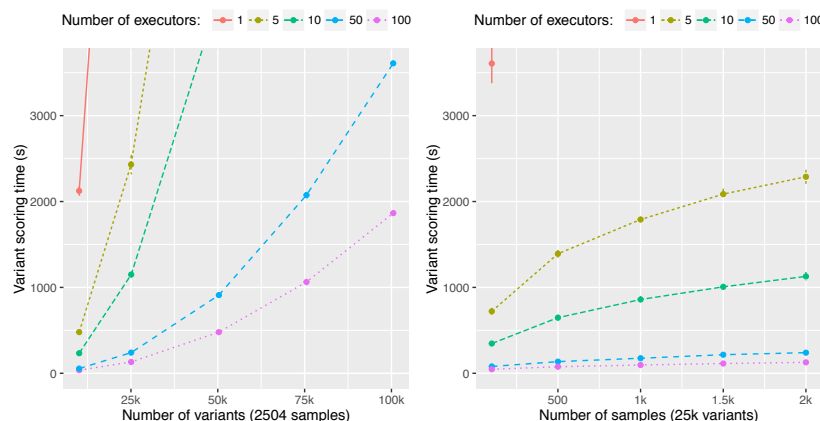 Number of executors: 1 5 10 50 100
Variant scoring time (s)
3000
2000
1000
0
25k 50k 75k 100k
Number of variants (2504 samples)
Number of executors: 1 5 10 50 100
Variant scoring time (s)
3000
2000
1000
0
500 1k 1.5k 2k
Number of samples (25k variants)